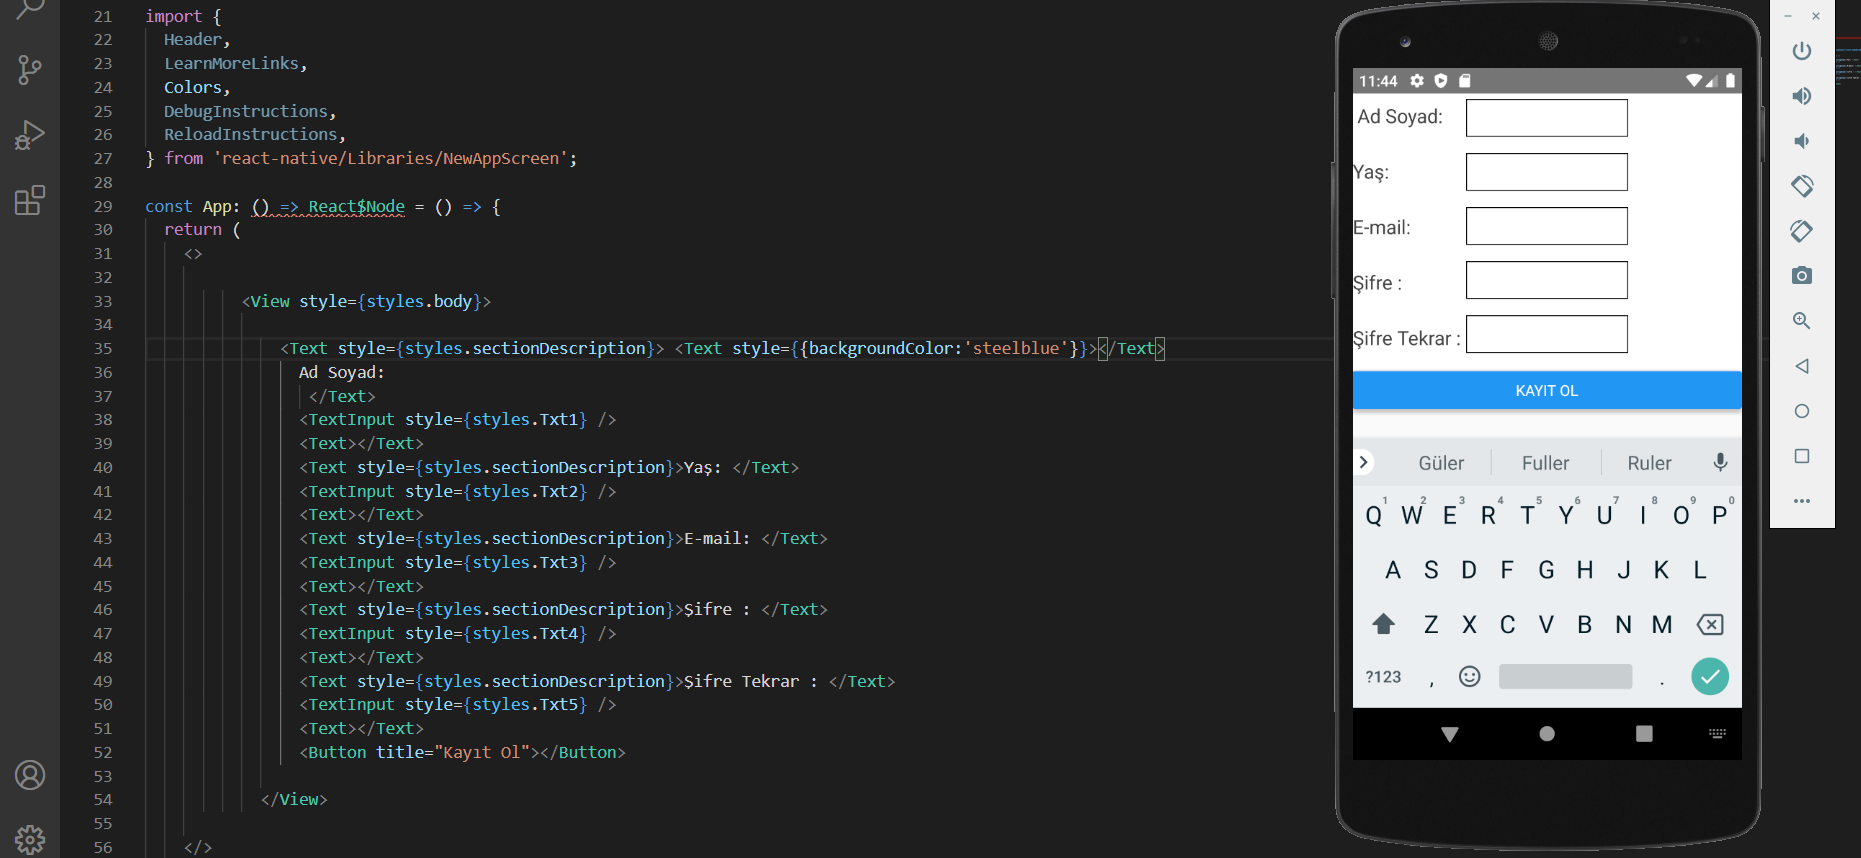 21 import {
22 Header,
23 LearnMoreLinks,
24 Colors,
25 DebugInstructions,
26 ReloadInstructions,
27 } from 'react-native/Libraries/NewAppScreen';
28
29 const App: () => React$Node = () => {
30 return (
31 <>
32
33 <View style={styles.body}>
34
35 <Text style={styles.sectionDescription}> <Text style={{backgroundColor:'steelblue'}}></Text>
36 Ad Soyad:
37 </Text>
38 <TextInput style={styles.Txt1} />
39 <Text></Text>
40 <Text style={styles.sectionDescription}>Yaş: </Text>
41 <TextInput style={styles.Txt2} />
42 <Text></Text>
43 <Text style={styles.sectionDescription}>E-mail: </Text>
44 <TextInput style={styles.Txt3} />
45 <Text></Text>
46 <Text style={styles.sectionDescription}>Şifre : </Text>
47 <TextInput style={styles.Txt4} />
48 <Text></Text>
49 <Text style={styles.sectionDescription}>Şifre Tekrar : </Text>
50 <TextInput style={styles.Txt5} />
51 <Text></Text>
52 <Button title="Kayıt Ol"></Button>
53
54 </View>
55
56 </>
11:44
Ad Soyad:
Yaş:
E-mail:
Şifre :
Şifre Tekrar :
KAYIT OL
Güler Fuller Ruler
1 2 3 4 5 6 7 8 9 0
Q W E R T Y U I O P
A S D F G H J K L
Z X C V B N M
?123 , .